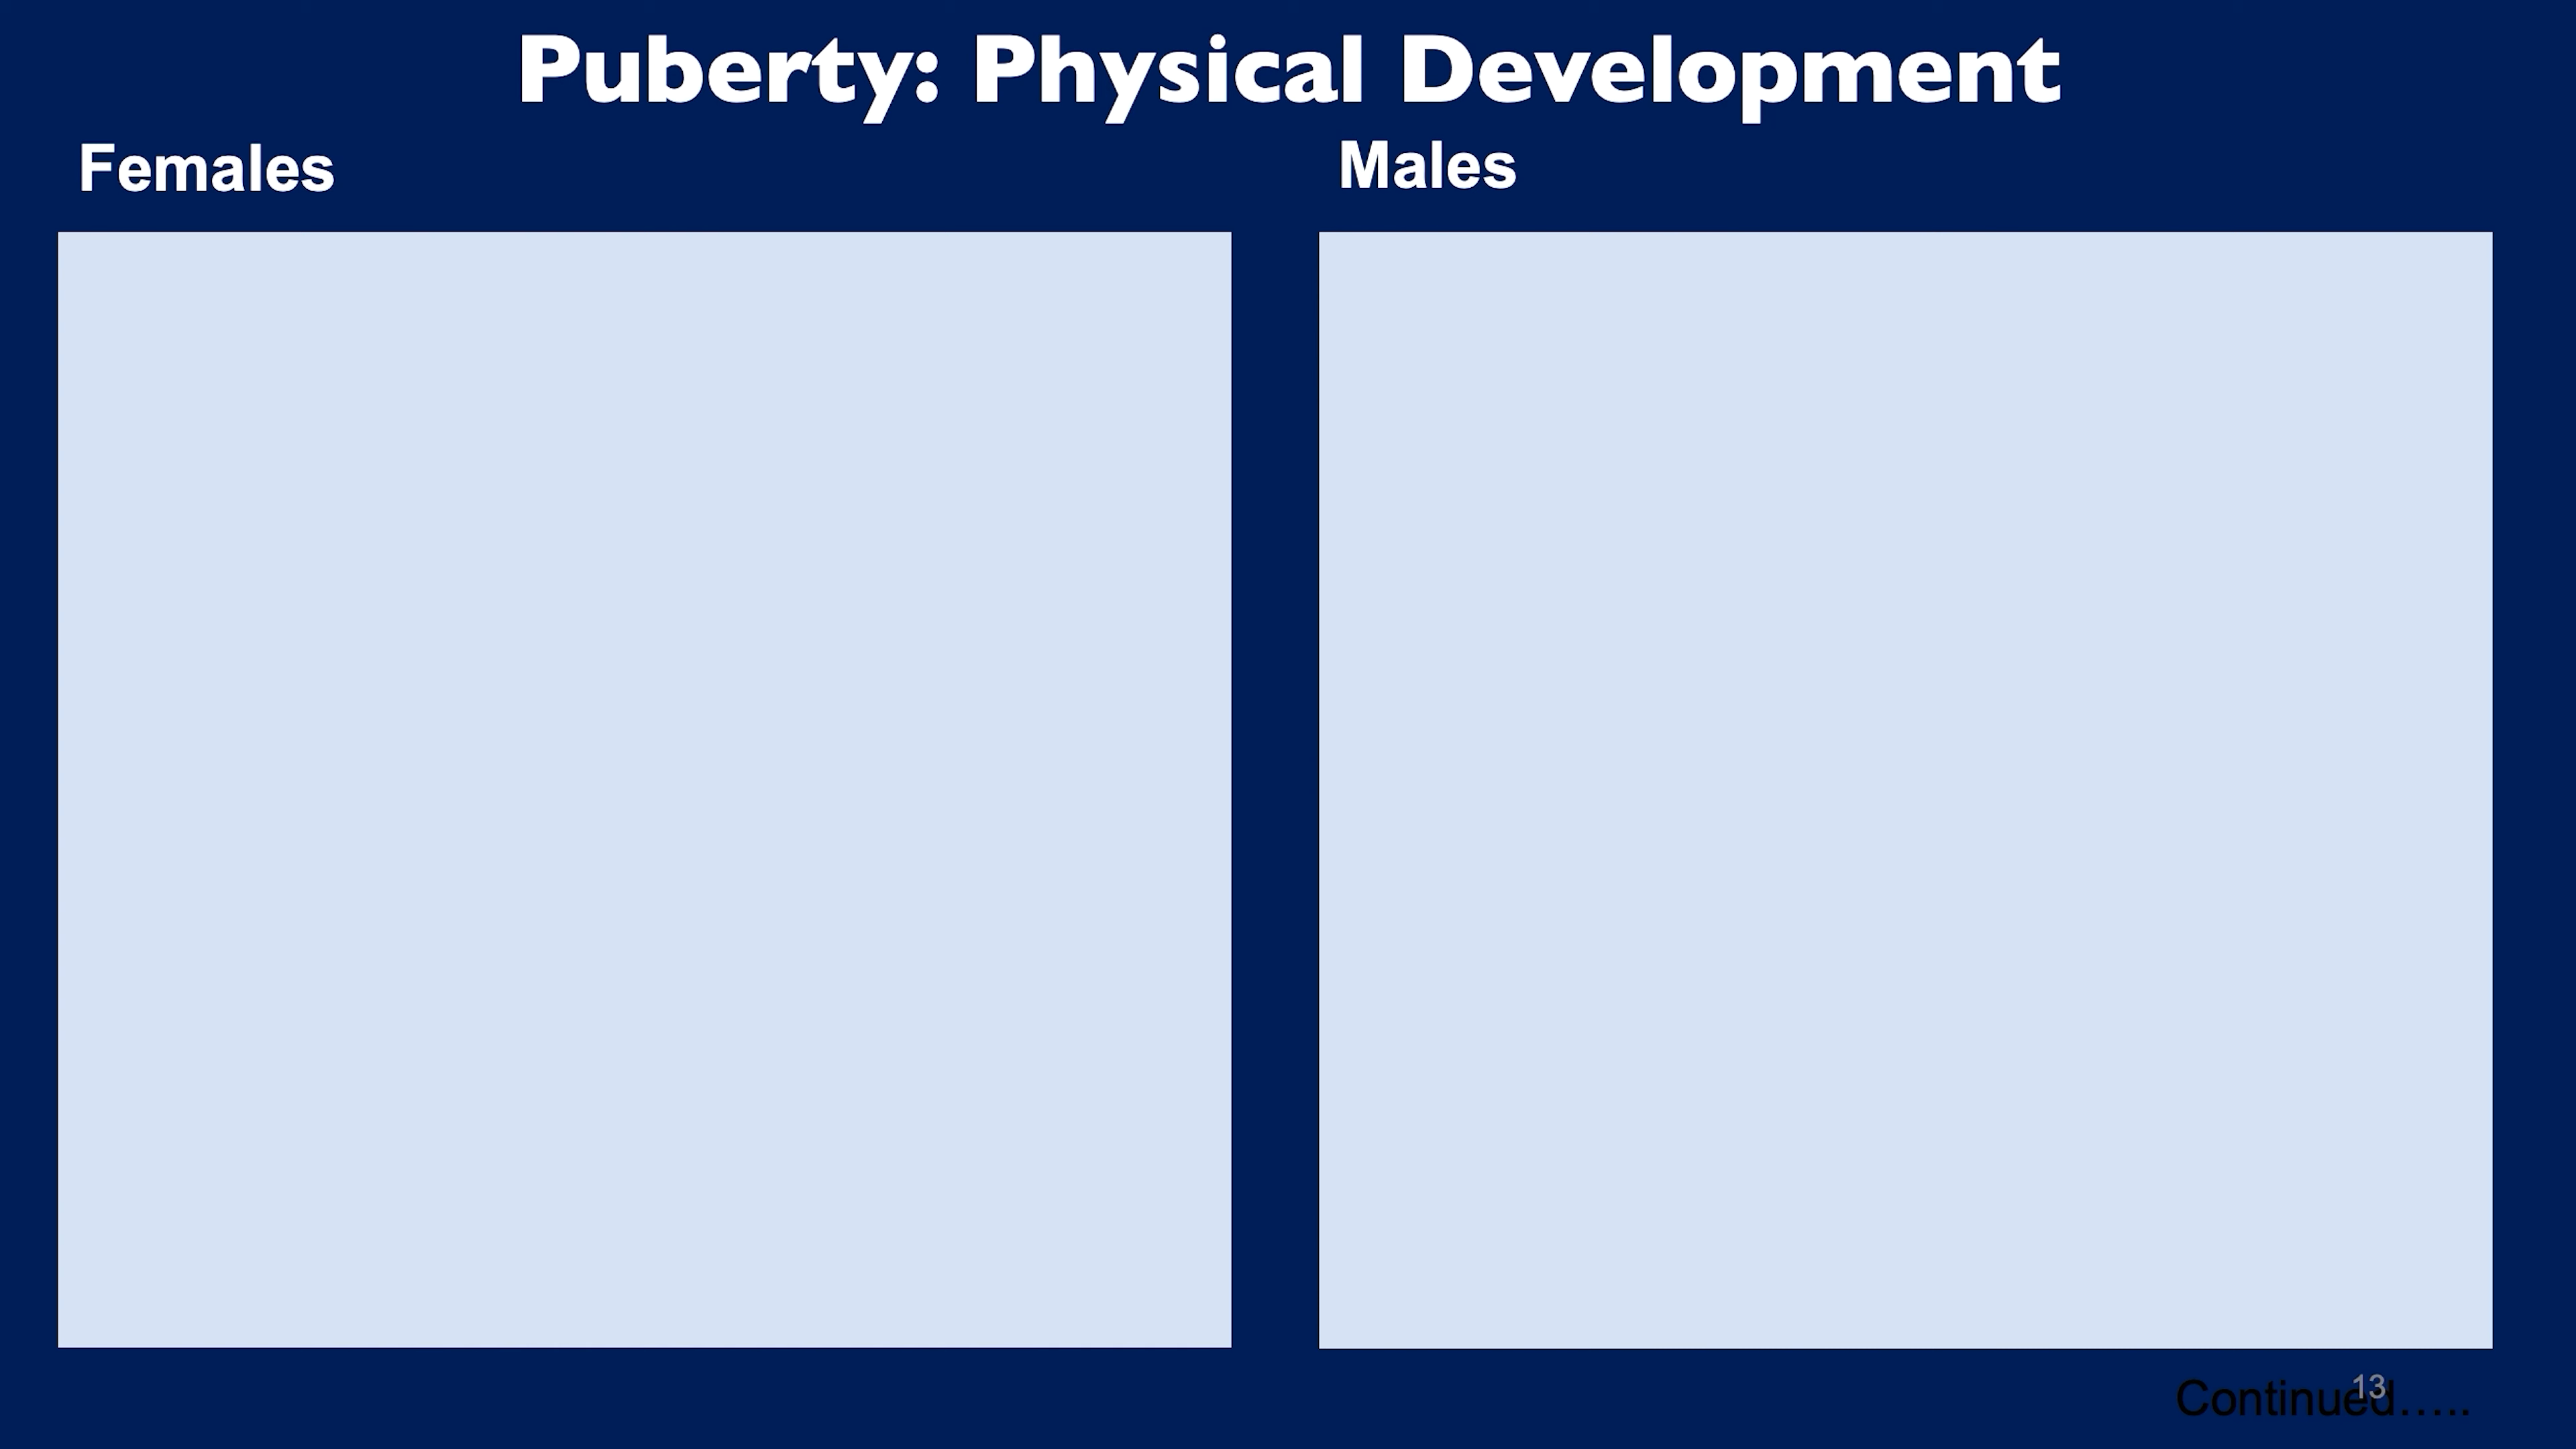 Puberty: Physical Development
Females
Males
13
Continued.....